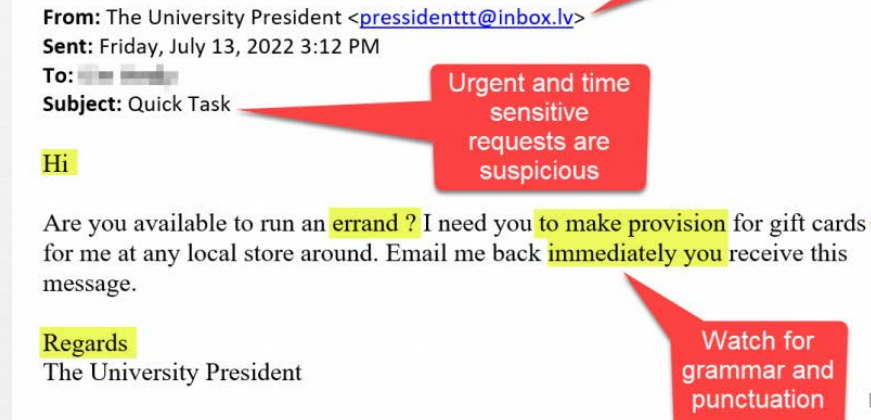 From: The University President <pressidenttt@inbox.lv>
Sent: Friday, July 13, 2022 3:12 PM
To:
Subject: Quick Task
Urgent and time
sensitive
requests are
suspicious
Hi
Are you available to run an errand ? I need you to make provision for gift cards
for me at any local store around. Email me back immediately you receive this
message.
Regards
The University President
Watch for
grammar and
punctuation